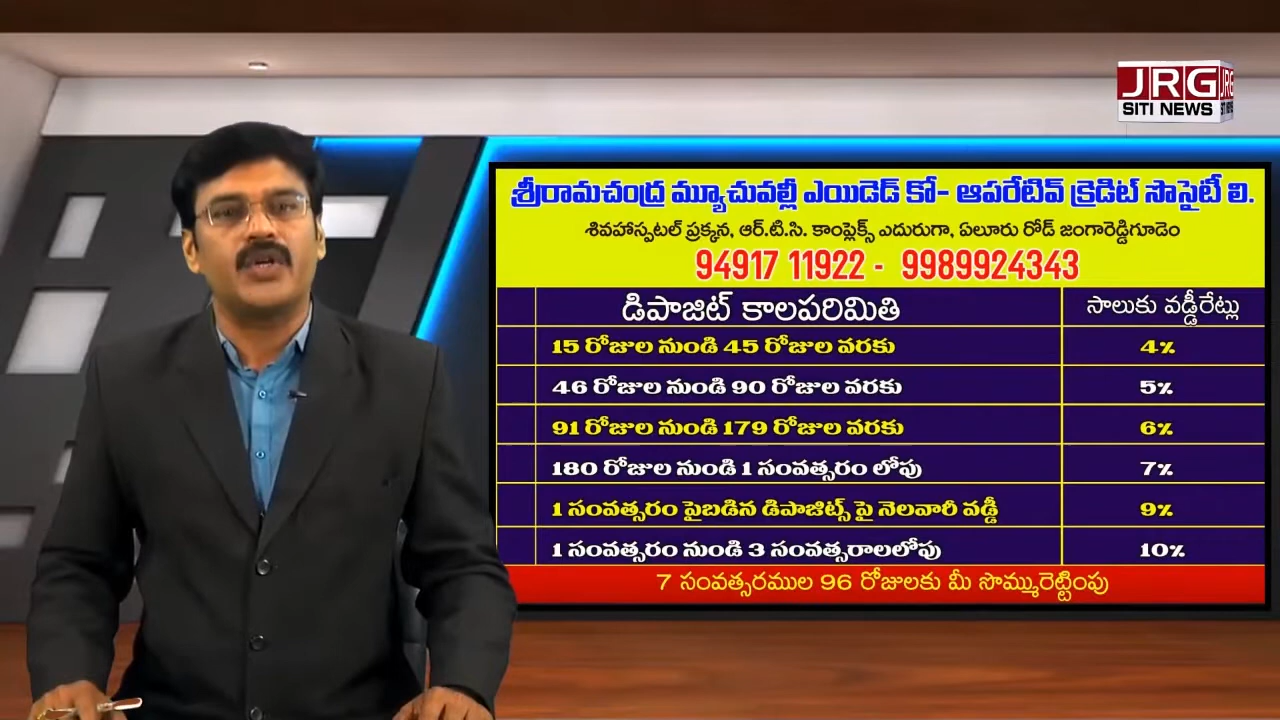 JRG
SITI NEWS
శ్రీరామచంద్ర మ్యూచువల్లీ ఎయిడెడ్ కో- ఆపరేటివ్ క్రెడిట్ సొసైటీ లి.
శివహాస్పటల్ ప్రక్కన, ఆర్.టి.సి. కాంప్లెక్స్ ఎదురుగా, ఏలూరు రోడ్ జంగారెడ్డిగూడెం
94917 11922 - 9989924343
డిపాజిట్ కాలపరిమితి సాలుకు వడ్డీరేట్లు
15 రోజుల నుండి 45 రోజుల వరకు 4%
46 రోజుల నుండి 90 రోజుల వరకు 5%
91 రోజుల నుండి 179 రోజుల వరకు 6%
180 రోజుల నుండి 1 సంవత్సరం లోపు 7%
1 సంవత్సరం పైబడిన డిపాజిట్స్ పై నెలవారీ వడ్డీ 9%
1 సంవత్సరం నుండి 3 సంవత్సరాలలోపు 10%
7 సంవత్సరముల 96 రోజులకు మీ సొమ్మురెట్టింపు